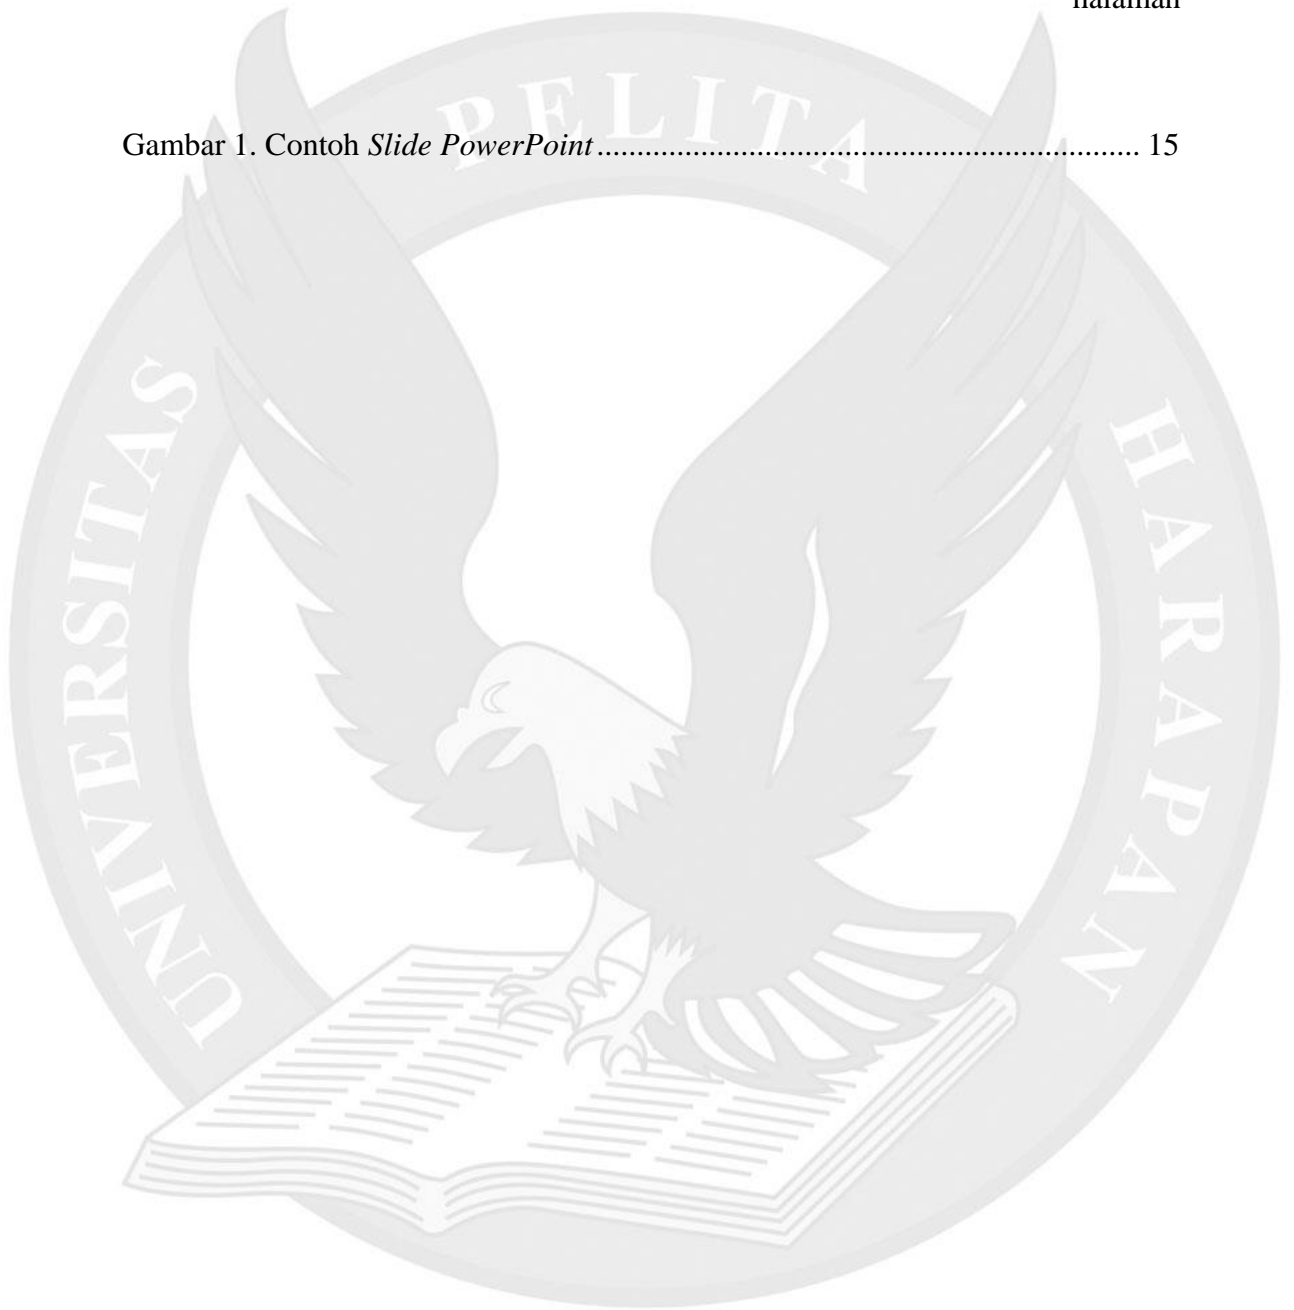 halaman
Gambar 1. Contoh Slide PowerPoint.................................................................... 15
UNIVERSITAS PELITA HARAPAN